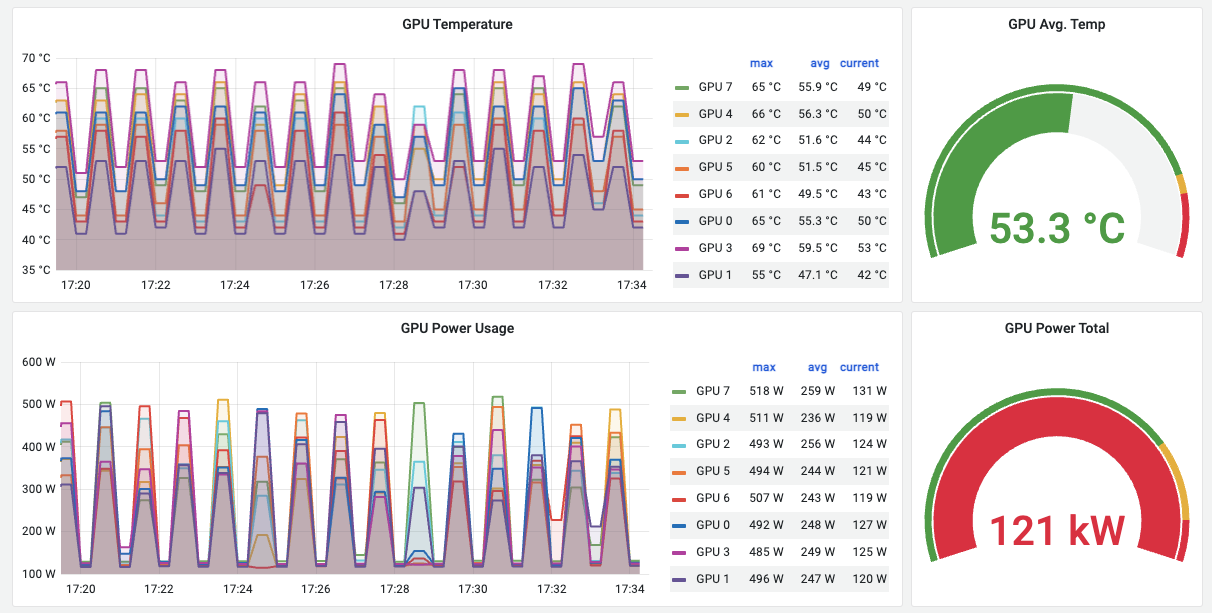 GPU Temperature
70 °C
65 °C
60 °C
55 °C
50 °C
45 °C
40 °C
35 °C
17:20 17:22 17:24 17:26 17:28 17:30 17:32 17:34
max avg current
GPU 7 65 °C 55.9 °C 49 °C
GPU 4 66 °C 56.3 °C 50 °C
GPU 2 62 °C 51.6 °C 44 °C
GPU 5 60 °C 51.5 °C 45 °C
GPU 6 61 °C 49.5 °C 43 °C
GPU 0 65 °C 55.3 °C 50 °C
GPU 3 69 °C 59.5 °C 53 °C
GPU 1 55 °C 47.1 °C 42 °C
GPU Avg. Temp
53.3 °C
GPU Power Usage
600 W
500 W
400 W
300 W
200 W
100 W
17:20 17:22 17:24 17:26 17:28 17:30 17:32 17:34
max avg current
GPU 7 518 W 259 W 131 W
GPU 4 511 W 236 W 119 W
GPU 2 493 W 256 W 124 W
GPU 5 494 W 244 W 121 W
GPU 6 507 W 243 W 119 W
GPU 0 492 W 248 W 127 W
GPU 3 485 W 249 W 125 W
GPU 1 496 W 247 W 120 W
GPU Power Total
121 kW